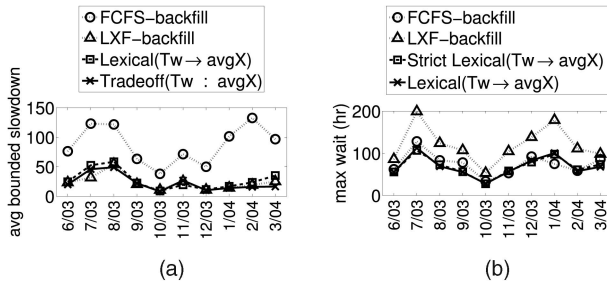 FCFS-backfill
LXF-backfill
Lexical(Tw→avgX)
Tradeoff(Tw : avgX)
avg bounded slowdown
150
100
50
0
6/03 7/03 8/03 9/03 10/03 11/03 12/03 1/04 2/04 3/04
(a)
FCFS-backfill
LXF-backfill
Strict Lexical(Tw→avgX)
Lexical(Tw→avgX)
max wait (hr)
200
100
0
6/03 7/03 8/03 9/03 10/03 11/03 12/03 1/04 2/04 3/04
(b)